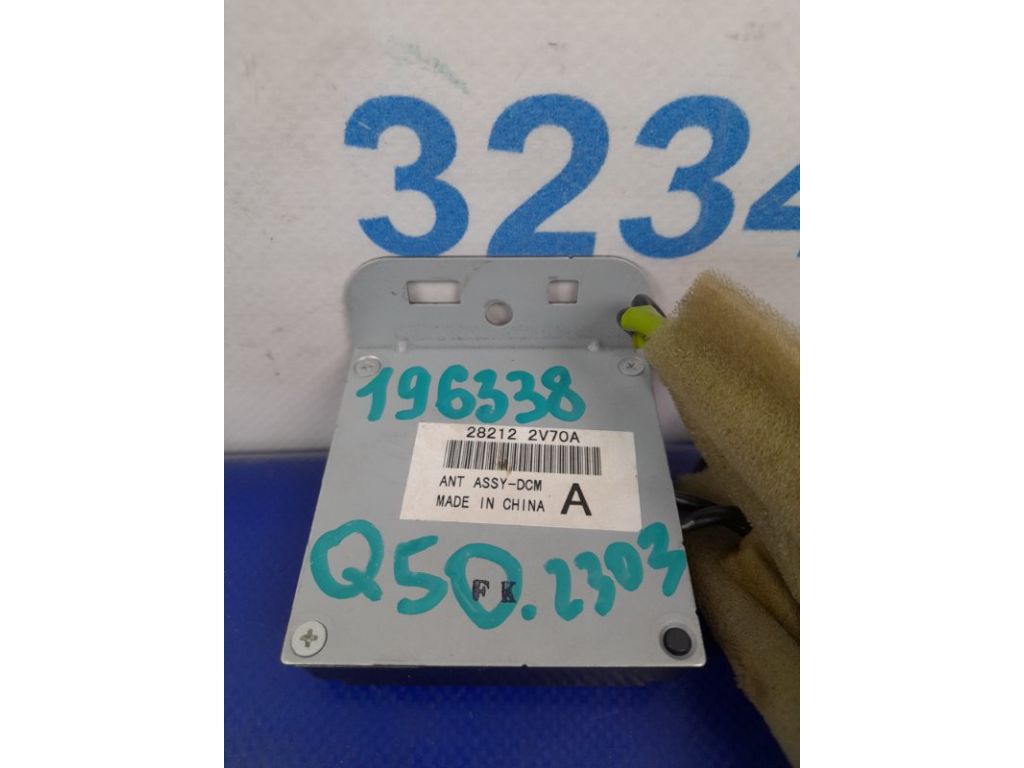 3234
196338
28212 2V70A
ANT ASSY-DCM
MADE IN CHINA A
Q50.2303
FK